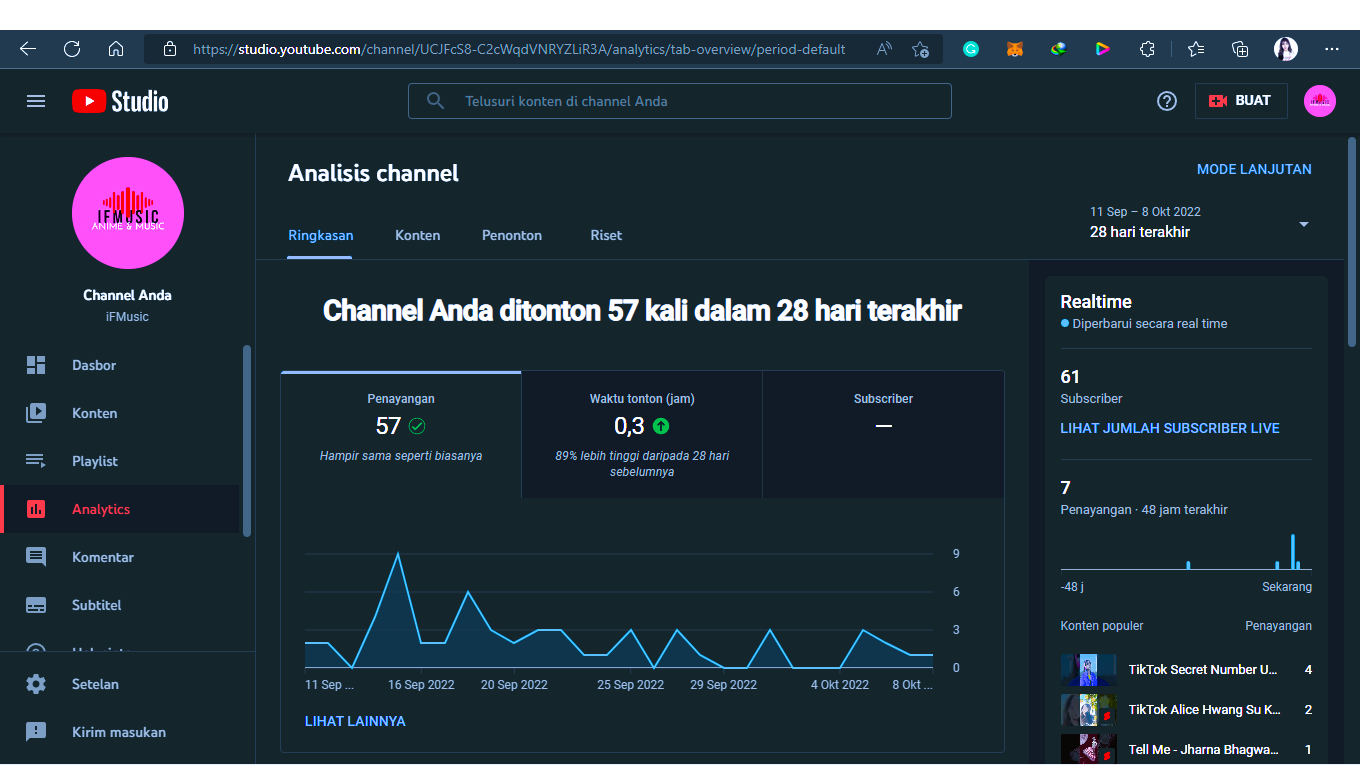 https://studio.youtube.com/channel/UCJFcS8-C2cWqdVNRYZLiR3A/analytics/tab-overview/period-default
Studio
Telusuri konten di channel Anda
BUAT
IFMUSIC
ANIME & MUSIC
Channel Anda
iFMusic
Dasbor
Konten
Playlist
Analytics
Komentar
Subtitel
Setelan
Kirim masukan
Analisis channel
MODE LANJUTAN
Ringkasan
Konten
Penonton
Riset
11 Sep – 8 Okt 2022
28 hari terakhir
Channel Anda ditonton 57 kali dalam 28 hari terakhir
Penayangan
57
Hampir sama seperti biasanya
Waktu tonton (jam)
0,3
89% lebih tinggi daripada 28 hari
sebelumnya
Subscriber
—
9
6
3
0
11 Sep ...
16 Sep 2022
20 Sep 2022
25 Sep 2022
29 Sep 2022
4 Okt 2022
8 Okt ...
LIHAT LAINNYA
Realtime
Diperbarui secara real time
61
Subscriber
LIHAT JUMLAH SUBSCRIBER LIVE
7
Penayangan · 48 jam terakhir
-48 j
Sekarang
Konten populer
Penayangan
TikTok Secret Number U...
4
TikTok Alice Hwang Su K...
2
Tell Me - Jharna Bhagwa...
1